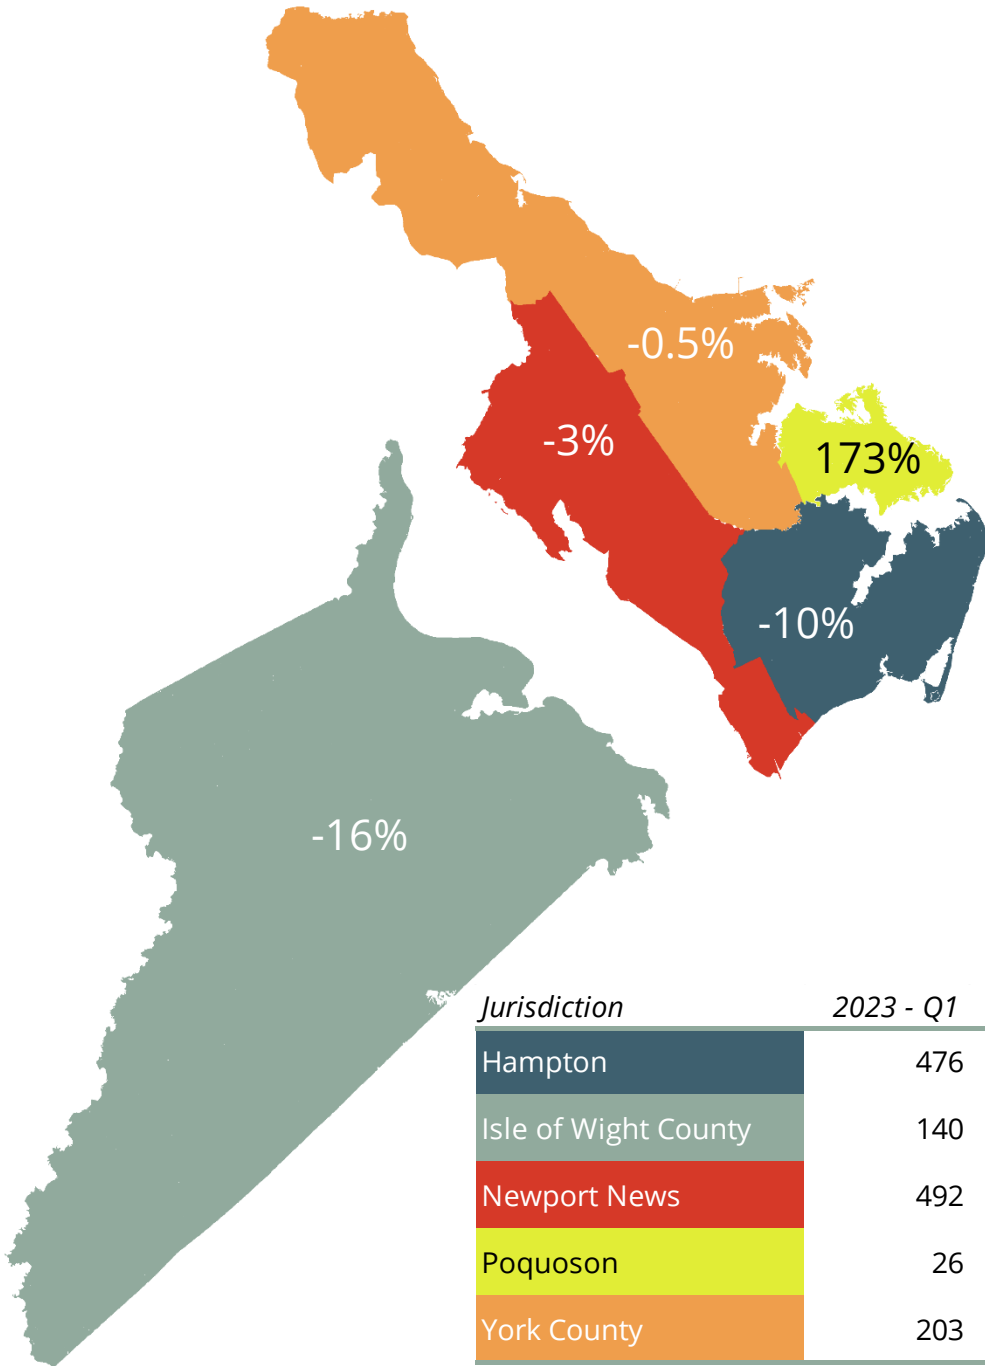 -0.5%
-3%
173%
-10%
-16%
Jurisdiction 2023 - Q1
Hampton 476
Isle of Wight County 140
Newport News 492
Poquoson 26
York County 203